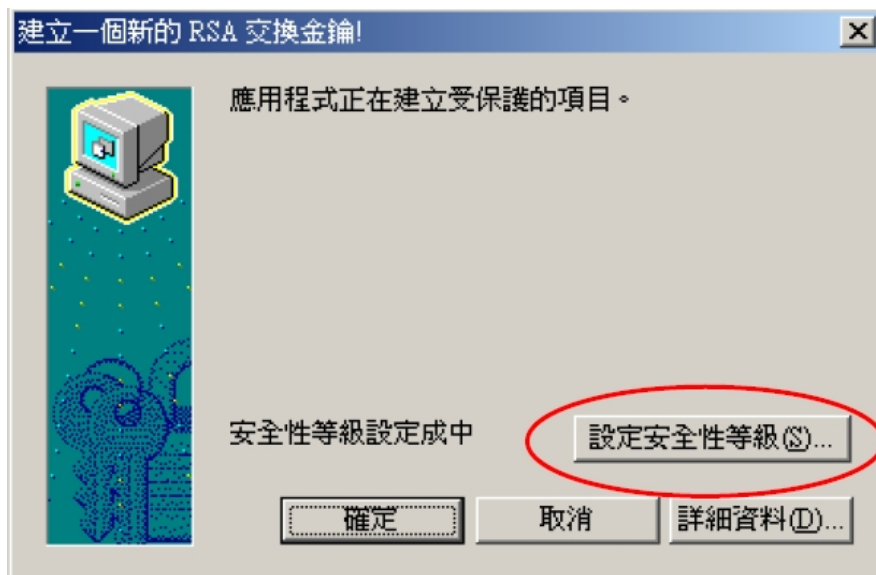 建立一個新的 RSA 交換金鑰!
應用程式正在建立受保護的項目。
安全性等級設定成中
設定安全性等級(S)...
確定
取消
詳細資料(D)...